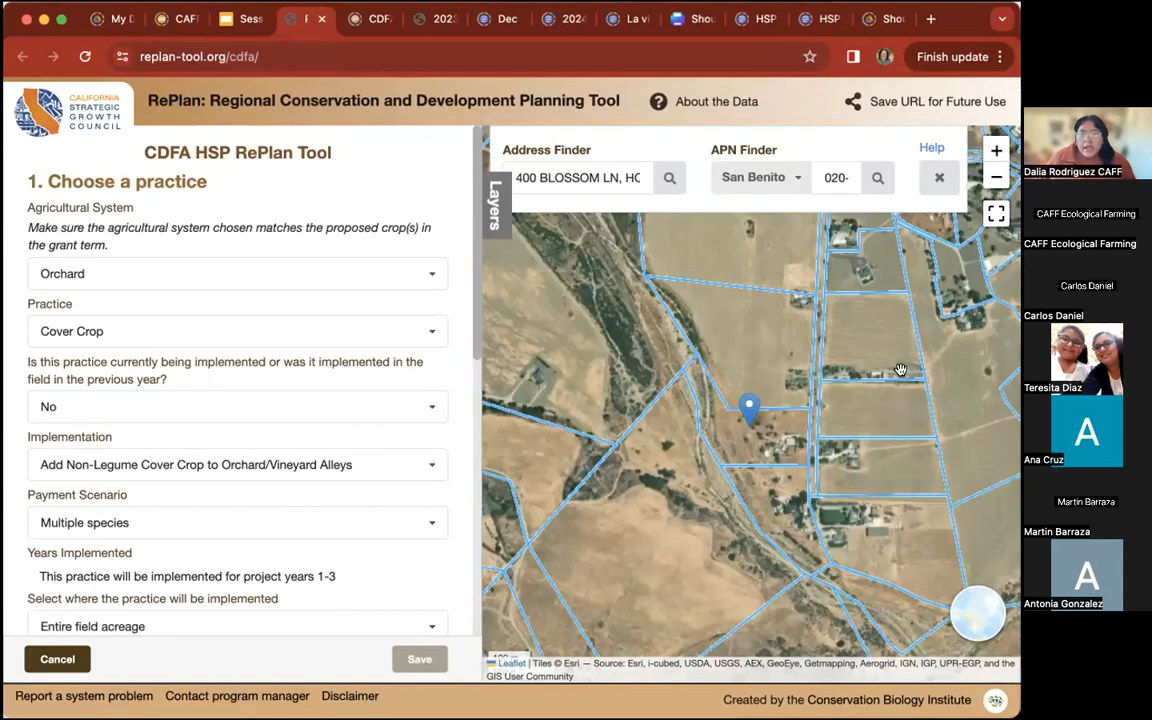 My D
CAF
Sess
F
CDF
2023
Dec
2024
La vi
Shou
HSP
HSP
Shou
replan-tool.org/cdfa/
Finish update
CALIFORNIA
STRATEGIC
GROWTH
COUNCIL
RePlan: Regional Conservation and Development Planning Tool
About the Data
Save URL for Future Use
CDFA HSP RePlan Tool
1. Choose a practice
Agricultural System
Make sure the agricultural system chosen matches the proposed crop(s) in
the grant term.
Orchard
Practice
Cover Crop
Is this practice currently being implemented or was it implemented in the
field in the previous year?
No
Implementation
Add Non-Legume Cover Crop to Orchard/Vineyard Alleys
Payment Scenario
Multiple species
Years Implemented
This practice will be implemented for project years 1-3
Select where the practice will be implemented
Entire field acreage
Cancel
Save
Layers
Address Finder
400 BLOSSOM LN, HO
APN Finder
San Benito
020-
Help
+
−
Leaflet | Tiles © Esri — Source: Esri, i-cubed, USDA, USGS, AEX, GeoEye, Getmapping, Aerogrid, IGN, IGP, UPR-EGP, and the
GIS User Community
Report a system problem
Contact program manager
Disclaimer
Created by the Conservation Biology Institute
Dalia Rodriguez CAFF
CAFF Ecological Farming
CAFF Ecological Farming
Carlos Daniel
Carlos Daniel
Teresita Diaz
A
Ana Cruz
Martin Barraza
Martin Barraza
A
Antonia Gonzalez